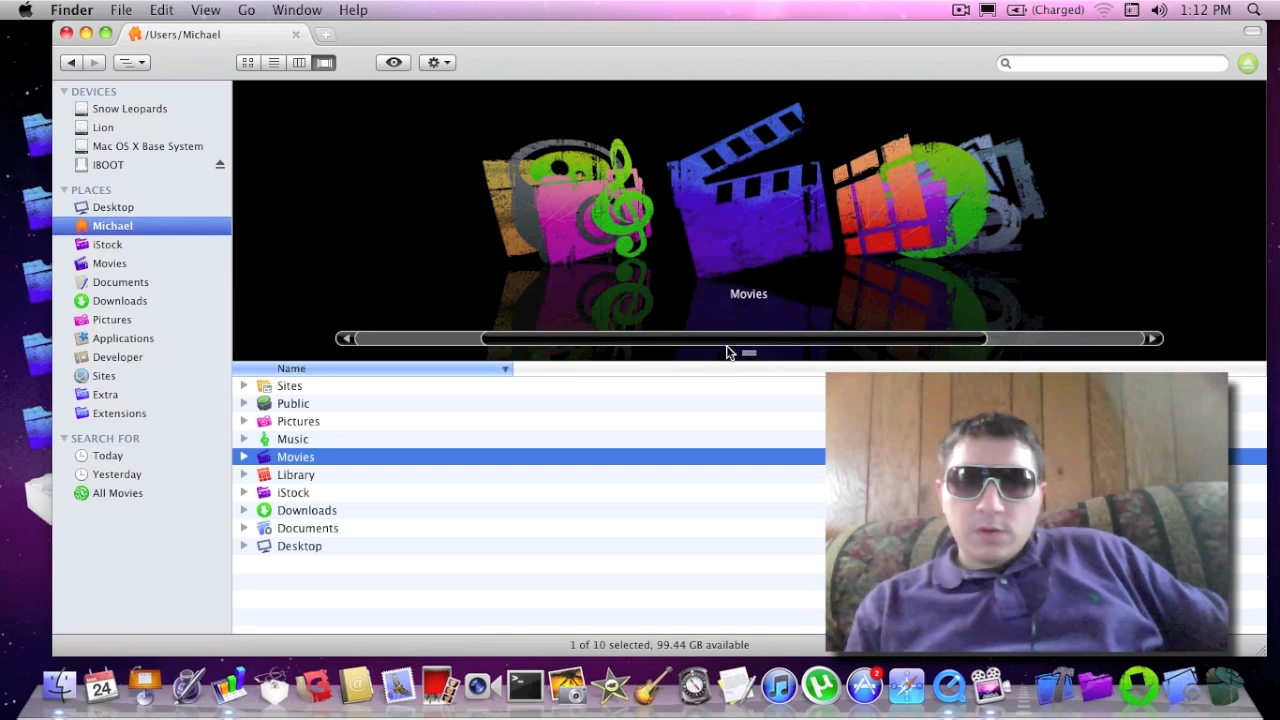 Finder File Edit View Go Window Help (Charged) 1:12 PM
/Users/Michael
DEVICES
Snow Leopards
Lion
Mac OS X Base System
IBOOT
PLACES
Desktop
Michael
iStock
Movies
Documents
Downloads
Pictures
Applications
Developer
Sites
Extra
Extensions
SEARCH FOR
Today
Yesterday
All Movies
Movies
Name
Sites
Public
Pictures
Music
Movies
Library
iStock
Downloads
Documents
Desktop
1 of 10 selected, 99.44 GB available
24
2